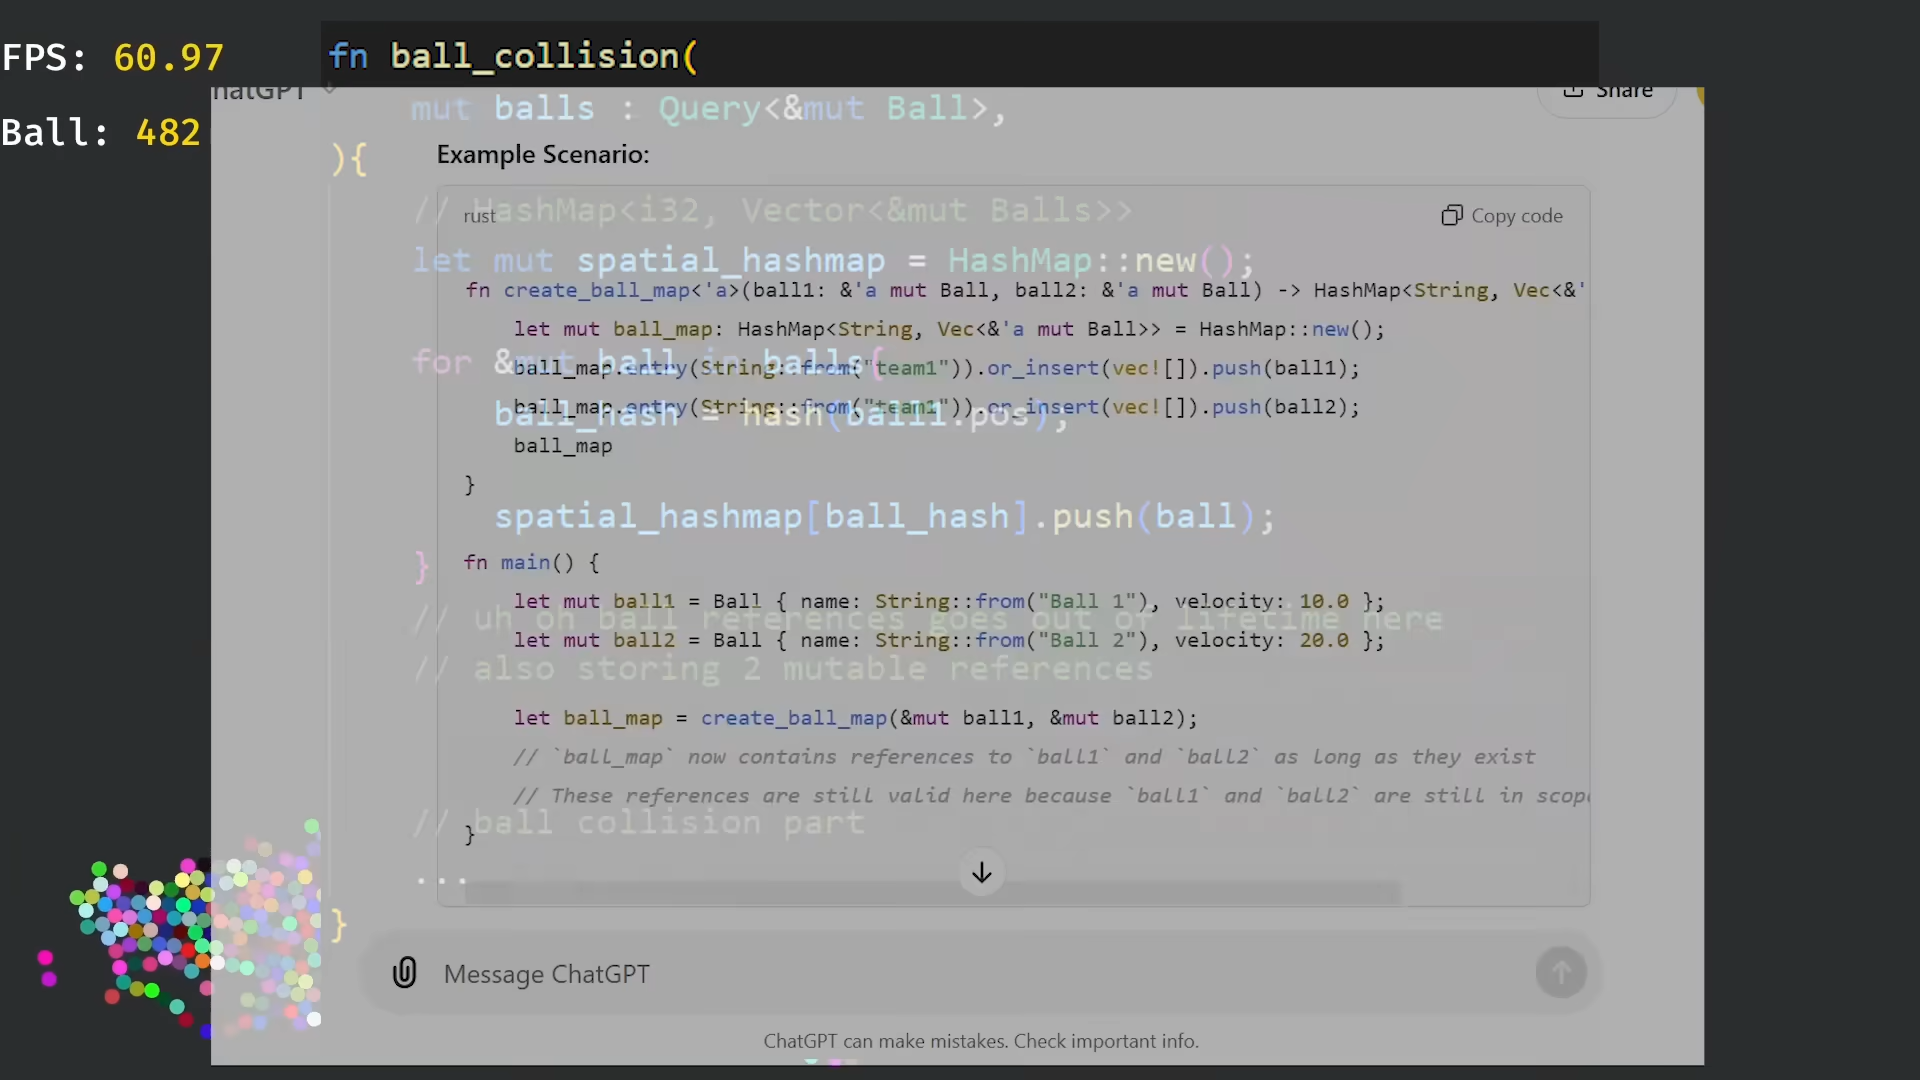 FPS: 60.97
Ball: 482
fn ball_collision(
mut balls : Query<&mut Ball>,
){
// HashMap<i32, Vector<&mut Balls>>
let mut spatial_hashmap = HashMap::new();
for &mut ball in balls{
ball_hash = hash(ball1.pos);
spatial_hashmap[ball_hash].push(ball);
}
// uh oh ball references goes out of lifetime here
// also storing 2 mutable references
// ball collision part
...
}
hatGPT
Share
Example Scenario:
rust
Copy code
fn create_ball_map<'a>(ball1: &'a mut Ball, ball2: &'a mut Ball) -> HashMap<String, Vec<&'
let mut ball_map: HashMap<String, Vec<&'a mut Ball>> = HashMap::new();
ball_map.entry(String::from("team1")).or_insert(vec![]).push(ball1);
ball_map.entry(String::from("team1")).or_insert(vec![]).push(ball2);
ball_map
}
fn main() {
let mut ball1 = Ball { name: String::from("Ball 1"), velocity: 10.0 };
let mut ball2 = Ball { name: String::from("Ball 2"), velocity: 20.0 };
let ball_map = create_ball_map(&mut ball1, &mut ball2);
// `ball_map` now contains references to `ball1` and `ball2` as long as they exist
// These references are still valid here because `ball1` and `ball2` are still in scop
}
Message ChatGPT
ChatGPT can make mistakes. Check important info.